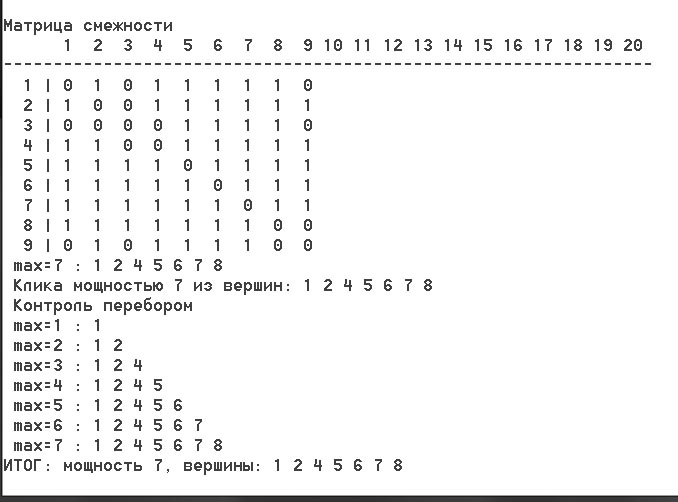 Матрица смежности
1 2 3 4 5 6 7 8 9 10 11 12 13 14 15 16 17 18 19 20
-----------------------------------------------------------------
1 | 0 1 0 1 1 1 1 1 0
2 | 1 0 0 1 1 1 1 1 1
3 | 0 0 0 0 1 1 1 1 0
4 | 1 1 0 0 1 1 1 1 1
5 | 1 1 1 1 0 1 1 1 1
6 | 1 1 1 1 1 0 1 1 1
7 | 1 1 1 1 1 1 0 1 1
8 | 1 1 1 1 1 1 1 0 0
9 | 0 1 0 1 1 1 1 0 0
max=7 : 1 2 4 5 6 7 8
Клика мощностью 7 из вершин: 1 2 4 5 6 7 8
Контроль перебором
max=1 : 1
max=2 : 1 2
max=3 : 1 2 4
max=4 : 1 2 4 5
max=5 : 1 2 4 5 6
max=6 : 1 2 4 5 6 7
max=7 : 1 2 4 5 6 7 8
ИТОГ: мощность 7, вершины: 1 2 4 5 6 7 8